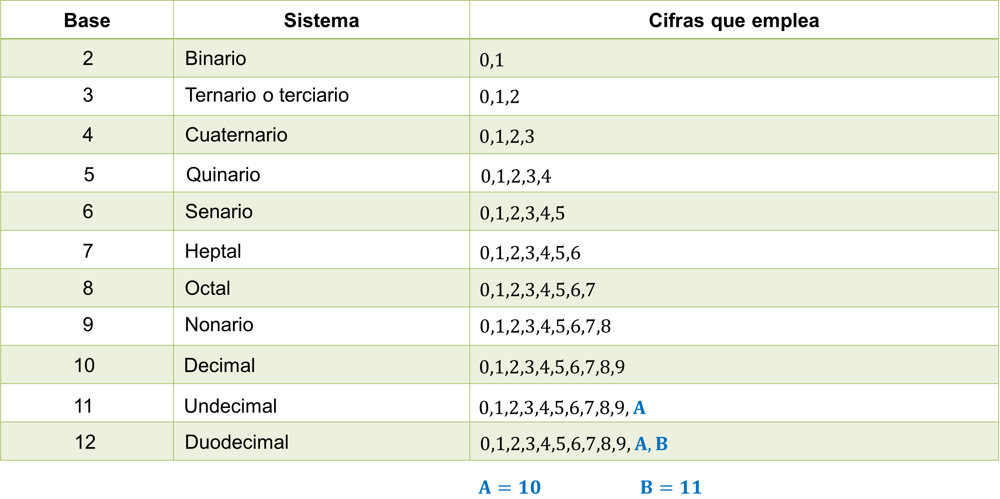 Base Sistema Cifras que emplea
2 Binario 0,1
3 Ternario o terciario 0,1,2
4 Cuaternario 0,1,2,3
5 Quinario 0,1,2,3,4
6 Senario 0,1,2,3,4,5
7 Heptal 0,1,2,3,4,5,6
8 Octal 0,1,2,3,4,5,6,7
9 Nonario 0,1,2,3,4,5,6,7,8
10 Decimal 0,1,2,3,4,5,6,7,8,9
11 Undecimal 0,1,2,3,4,5,6,7,8,9, A
12 Duodecimal 0,1,2,3,4,5,6,7,8,9, A, B
A = 10 B = 11